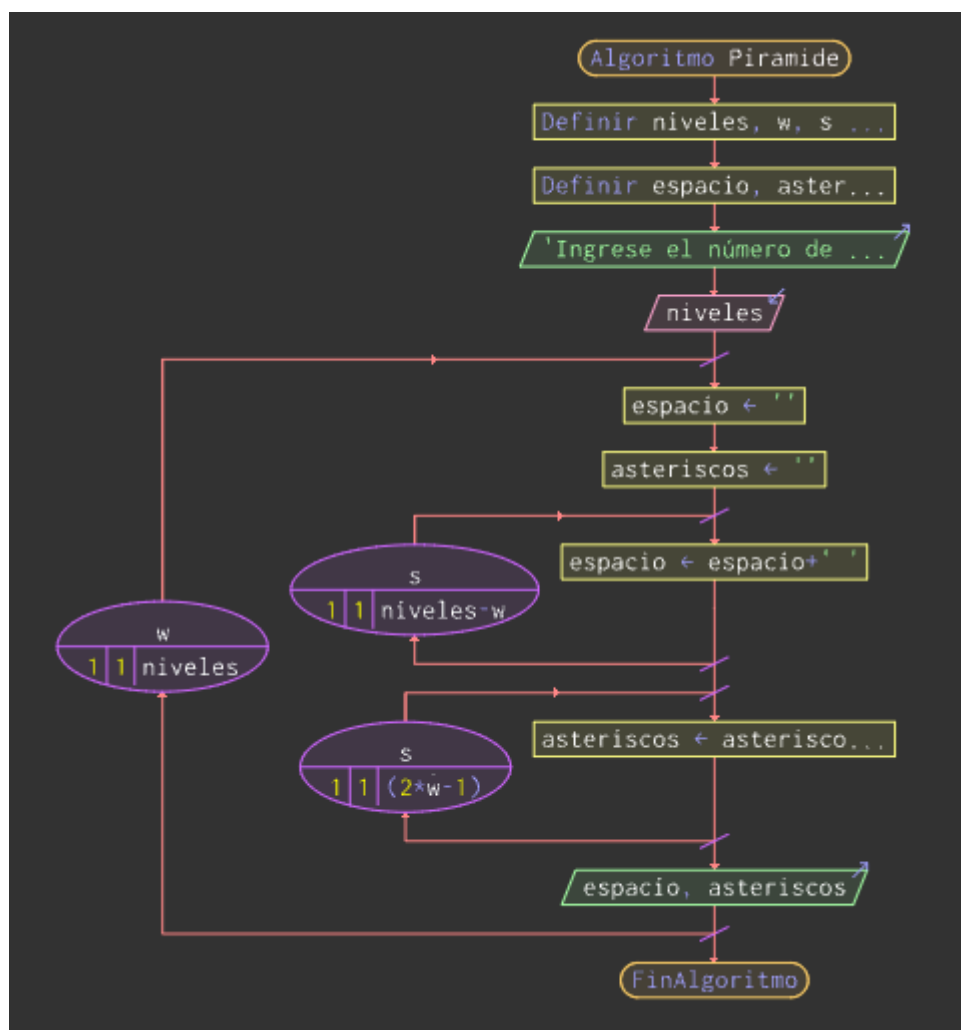 Algoritmo Piramide
Definir niveles, w, s ...
Definir espacio, aster...
'Ingrese el número de ...
niveles
espacio ← ''
asteriscos ← ''
s
1 1 niveles-w
espacio ← espacio+' '
w
1 1 niveles
s
1 1 (2*w-1)
asteriscos ← asterisco...
espacio, asteriscos
FinAlgoritmo